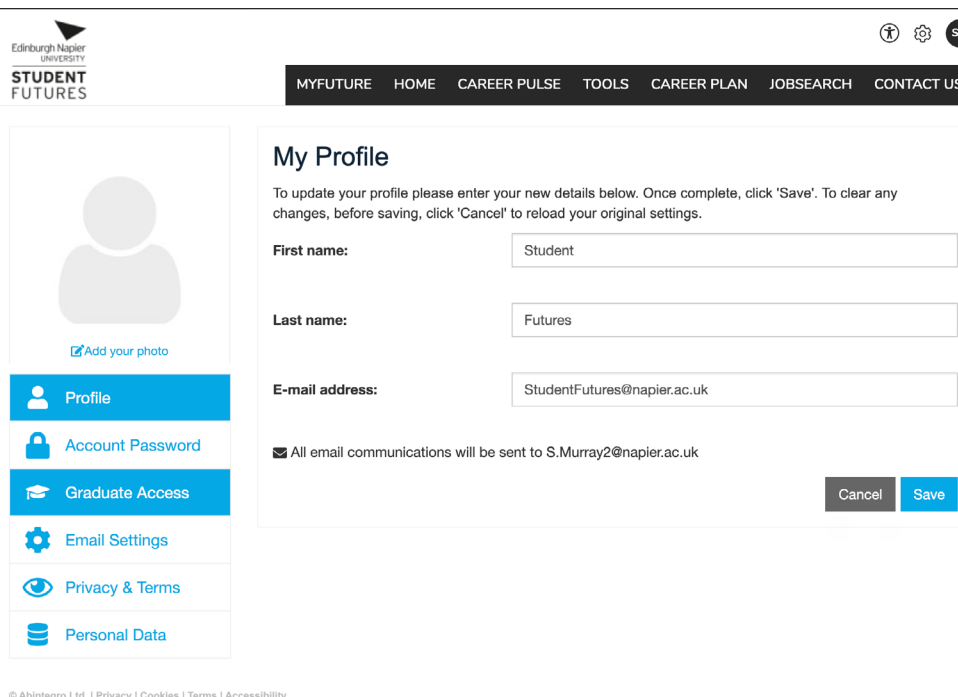 Edinburgh Napier
UNIVERSITY
STUDENT
FUTURES
S
MYFUTURE HOME CAREER PULSE TOOLS CAREER PLAN JOBSEARCH CONTACT US
Add your photo
Profile
Account Password
Graduate Access
Email Settings
Privacy & Terms
Personal Data
My Profile
To update your profile please enter your new details below. Once complete, click 'Save'. To clear any
changes, before saving, click 'Cancel' to reload your original settings.
First name: Student
Last name: Futures
E-mail address: StudentFutures@napier.ac.uk
All email communications will be sent to S.Murray2@napier.ac.uk
Cancel Save
© Abintegro Ltd. | Privacy | Cookies | Terms | Accessibility